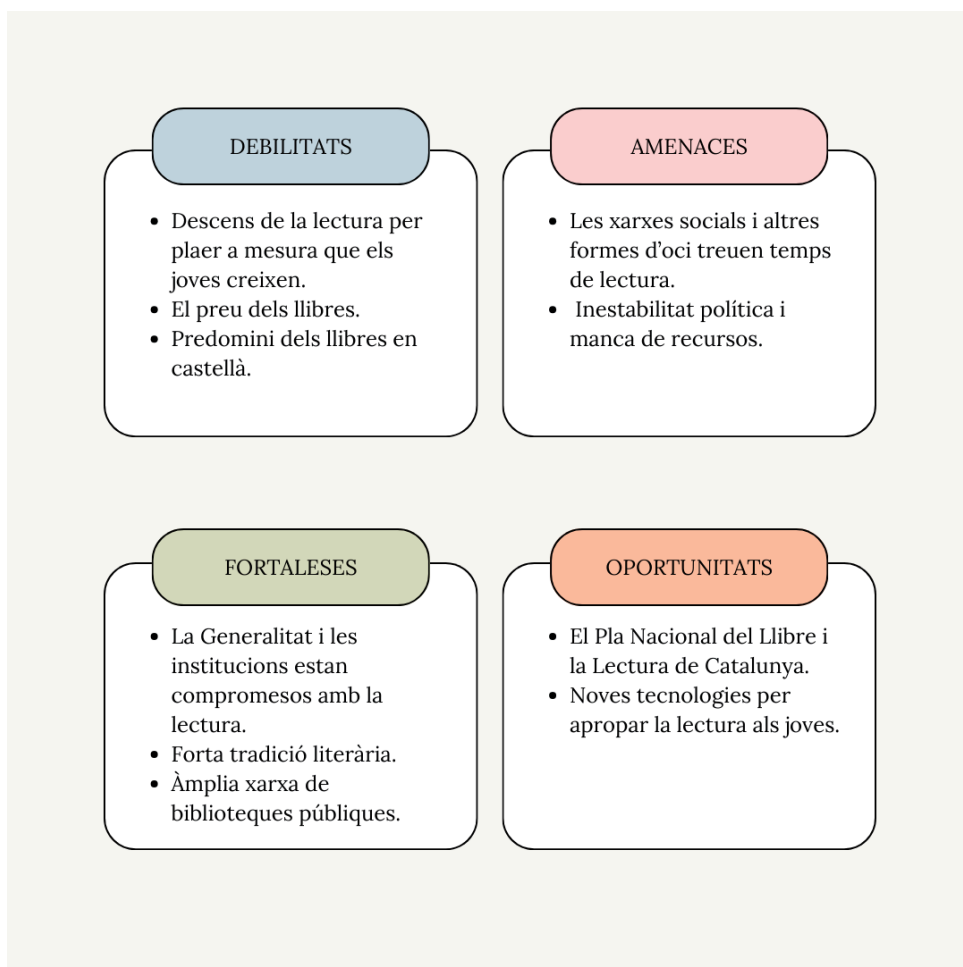 DEBILITATS
• Descens de la lectura per
plaer a mesura que els
joves creixen.
• El preu dels llibres.
• Predomini dels llibres en
castellà.
AMENACES
• Les xarxes socials i altres
formes d’oci treuen temps
de lectura.
• Inestabilitat política i
manca de recursos.
FORTALESES
• La Generalitat i les
institucions estan
compromesos amb la
lectura.
• Forta tradició literària.
• Àmplia xarxa de
biblioteques públiques.
OPORTUNITATS
• El Pla Nacional del Llibre i
la Lectura de Catalunya.
• Noves tecnologies per
apropar la lectura als joves.